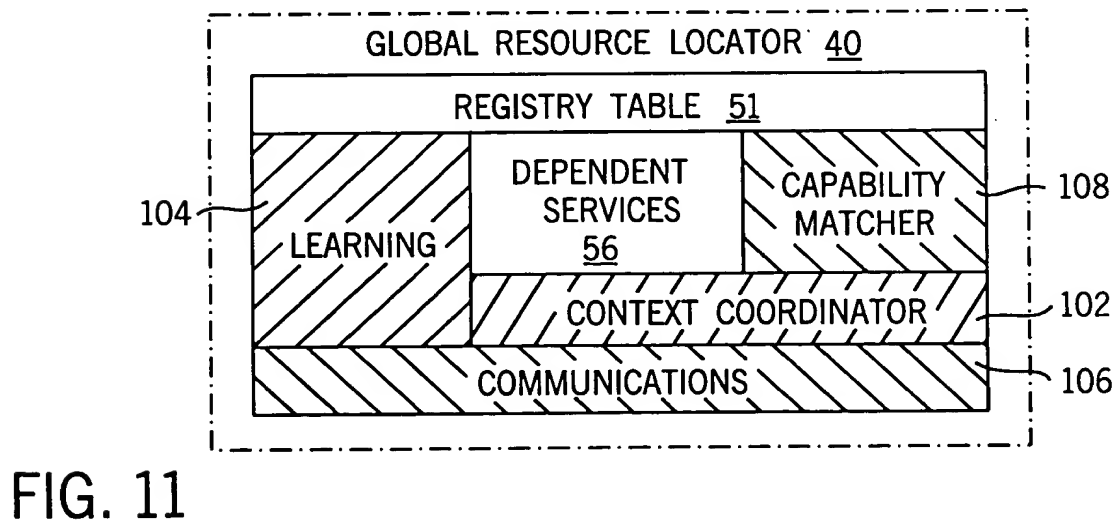 GLOBAL RESOURCE LOCATOR 40
REGISTRY TABLE 51
104
LEARNING
DEPENDENT
SERVICES
56
CAPABILITY
MATCHER
108
CONTEXT COORDINATOR
102
COMMUNICATIONS
106
FIG. 11